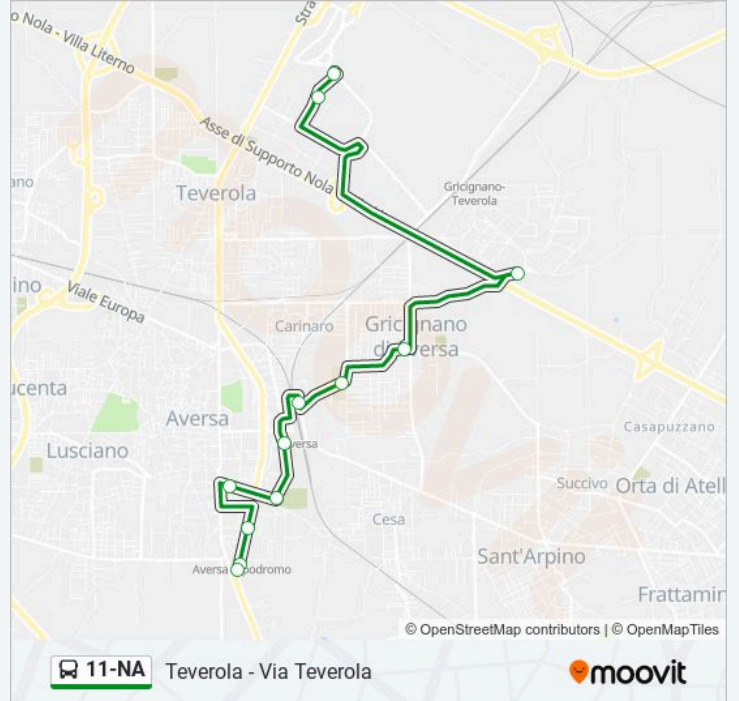 Stra
o Nola - Villa Literno
Asse di Supporto Nola
ano
Teverola
Gricignano-
Teverola
ino
Viale Europa
Carinaro
Gricignano
di Aversa
ucenta
Aversa
Lusciano
versa
Casapuzzano
Succivo
Orta di Atell
Cesa
Sant'Arpino
Aversa Ippodromo
Frattamin
© OpenStreetMap contributors | © OpenMapTiles
11-NA
Teverola - Via Teverola
moovit